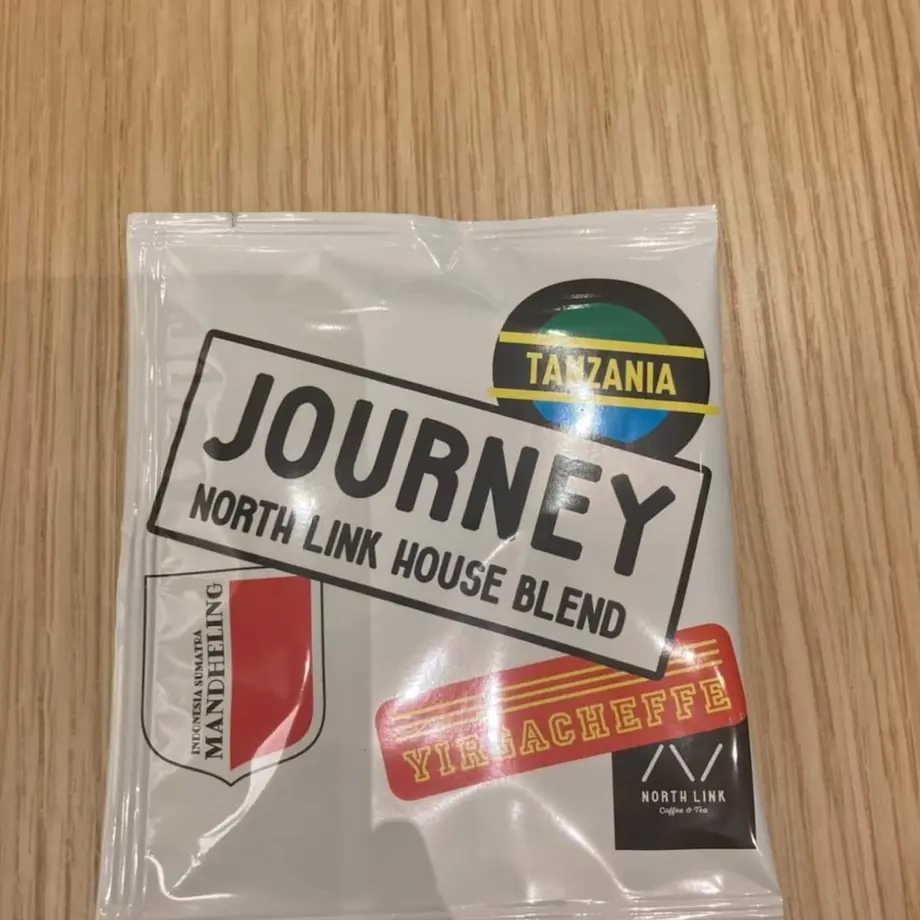 TANZANIA
JOURNEY
NORTH LINK HOUSE BLEND
INDONESIA SUMATRA
MANDHELING
YIRGACHEFFE
NORTH LINK
Coffee & Tea